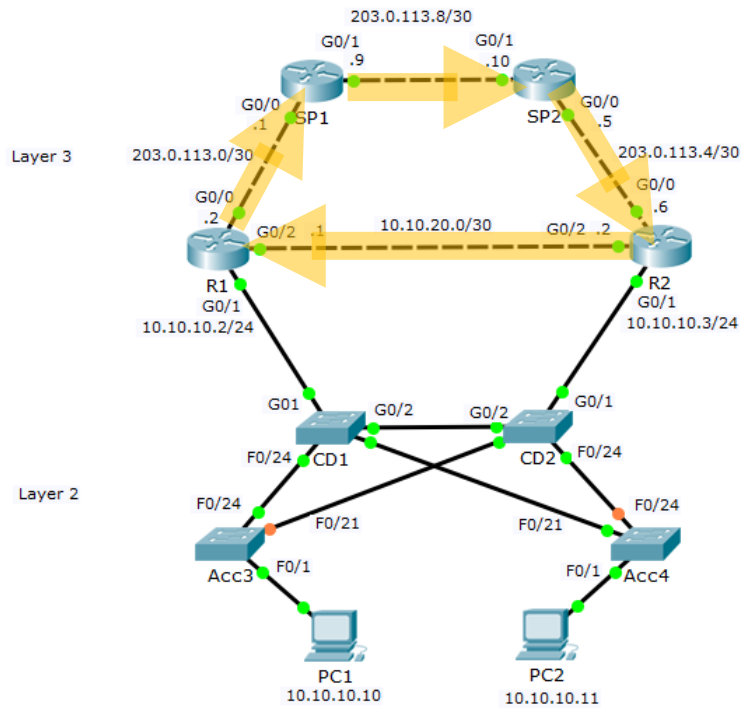 203.0.113.8/30
G0/1
.9
G0/1
.10
SP1
SP2
G0/0
.1
G0/0
.5
Layer 3
203.0.113.0/30
203.0.113.4/30
G0/0
.2
G0/0
.6
G0/2 .1
10.10.20.0/30
G0/2 .2
R1
R2
G0/1
10.10.10.2/24
G0/1
10.10.10.3/24
G01
G0/2
G0/2
G0/1
CD1
CD2
F0/24
F0/24
Layer 2
F0/24
F0/21
F0/21
F0/24
Acc3
Acc4
F0/1
F0/1
PC1
10.10.10.10
PC2
10.10.10.11